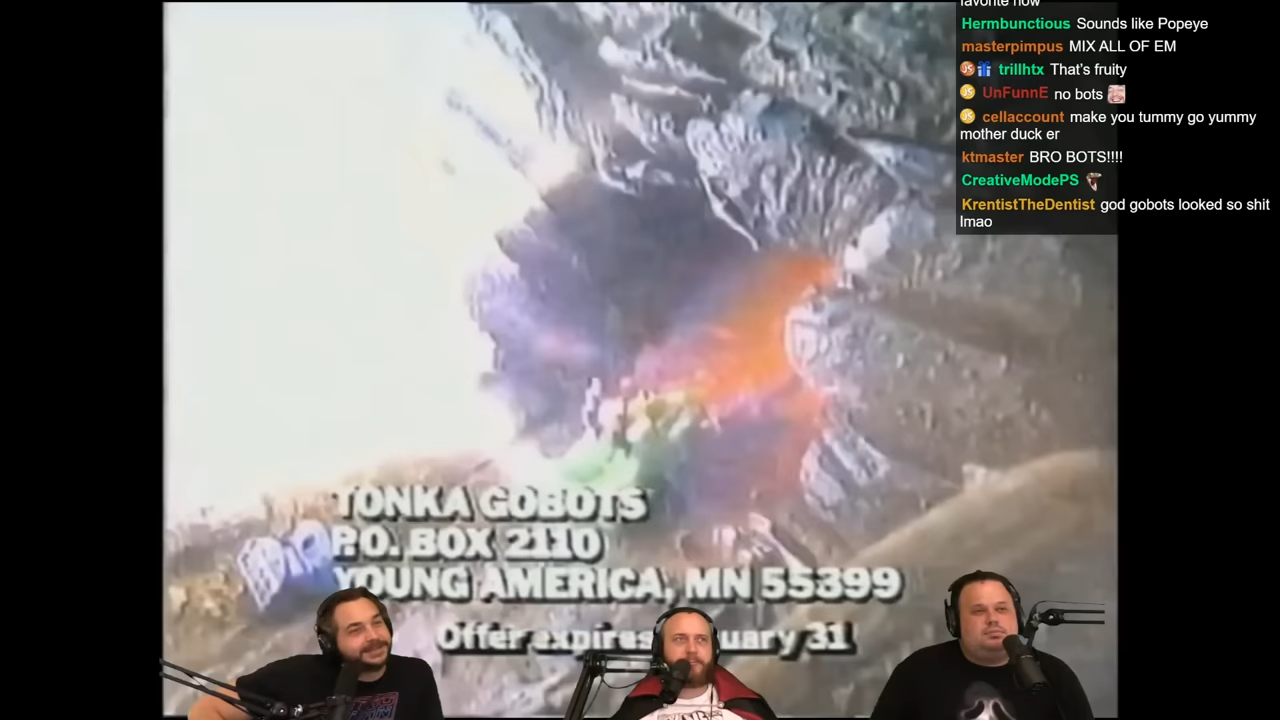 favorite now
Hermbunctious Sounds like Popeye
masterpimpus MIX ALL OF EM
trillhtx That's fruity
UnFunnE no bots
cellaccount make you tummy go yummy
mother duck er
ktmaster BRO BOTS!!!!
CreativeModePS
KrentistTheDentist god gobots looked so shit
lmao
TONKA GOBOTS
P.O. BOX 2110
YOUNG AMERICA, MN 55399
Offer expires uary 31